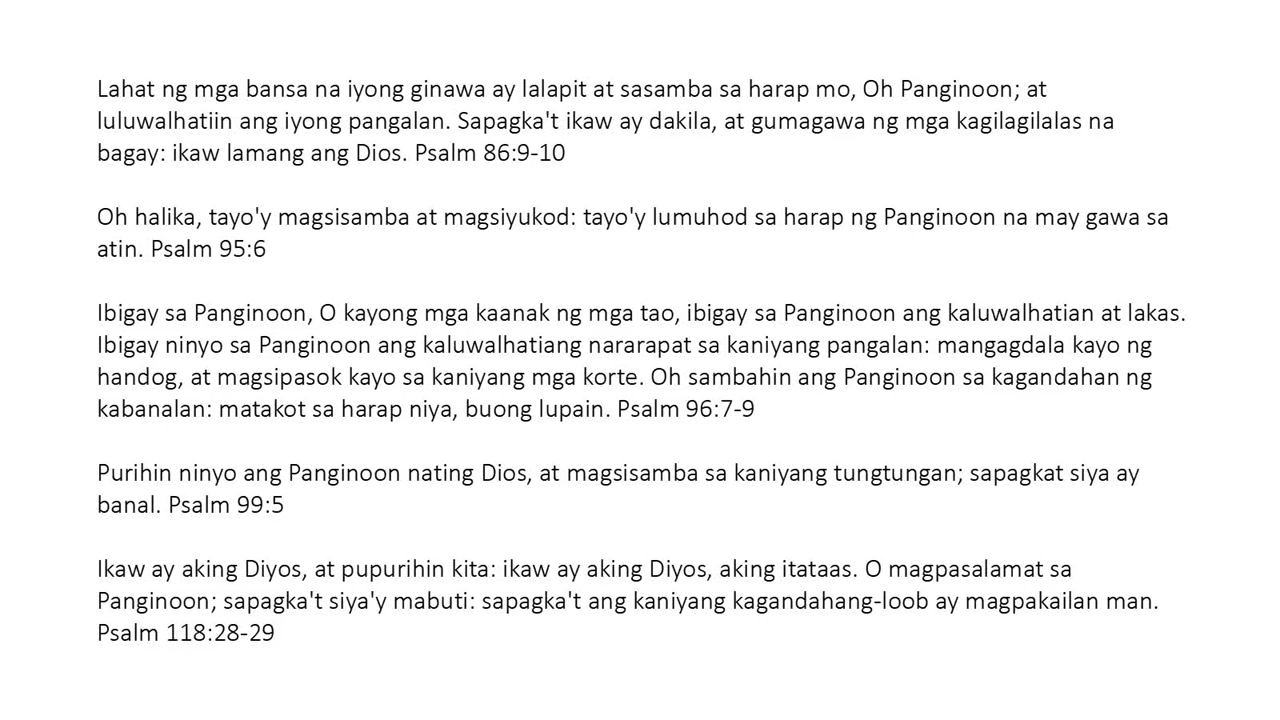 Lahat ng mga bansa na iyong ginawa ay lalapit at sasamba sa harap mo, Oh Panginoon; at
luluwalhatiin ang iyong pangalan. Sapagka't ikaw ay dakila, at gumagawa ng mga kagilagilalas na
bagay: ikaw lamang ang Dios. Psalm 86:9-10
Oh halika, tayo'y magsisamba at magsiyukod: tayo'y lumuhod sa harap ng Panginoon na may gawa sa
atin. Psalm 95:6
Ibigay sa Panginoon, O kayong mga kaanak ng mga tao, ibigay sa Panginoon ang kaluwalhatian at lakas.
Ibigay ninyo sa Panginoon ang kaluwalhatiang nararapat sa kaniyang pangalan: mangagdala kayo ng
handog, at magsipasok kayo sa kaniyang mga korte. Oh sambahin ang Panginoon sa kagandahan ng
kabanalan: matakot sa harap niya, buong lupain. Psalm 96:7-9
Purihin ninyo ang Panginoon nating Dios, at magsisamba sa kaniyang tungtungan; sapagkat siya ay
banal. Psalm 99:5
Ikaw ay aking Diyos, at pupurihin kita: ikaw ay aking Diyos, aking itataas. O magpasalamat sa
Panginoon; sapagka't siya'y mabuti: sapagka't ang kaniyang kagandahang-loob ay magpakailan man.
Psalm 118:28-29